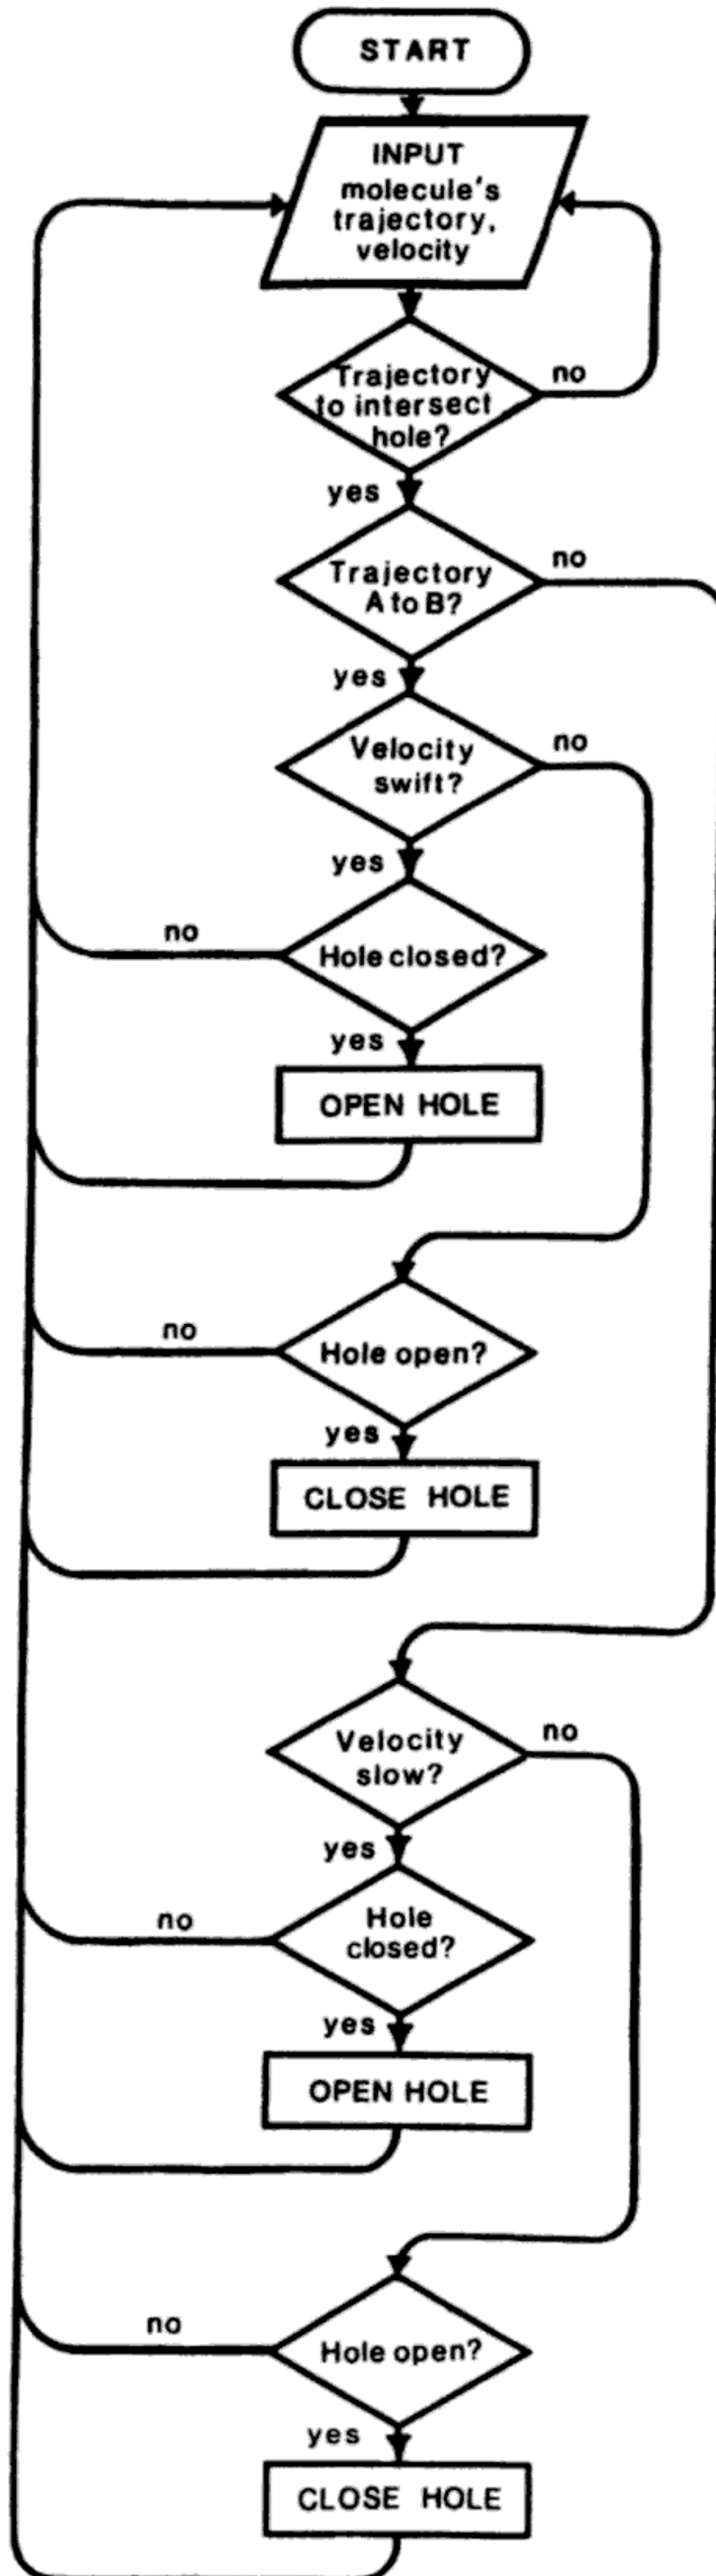 START
INPUT
molecule's
trajectory,
velocity
Trajectory
to intersect
hole?
no
yes
Trajectory
A to B?
no
yes
Velocity
swift?
no
yes
Hole closed?
no
yes
OPEN HOLE
Hole open?
no
yes
CLOSE HOLE
Velocity
slow?
no
yes
Hole
closed?
no
yes
OPEN HOLE
Hole open?
no
yes
CLOSE HOLE